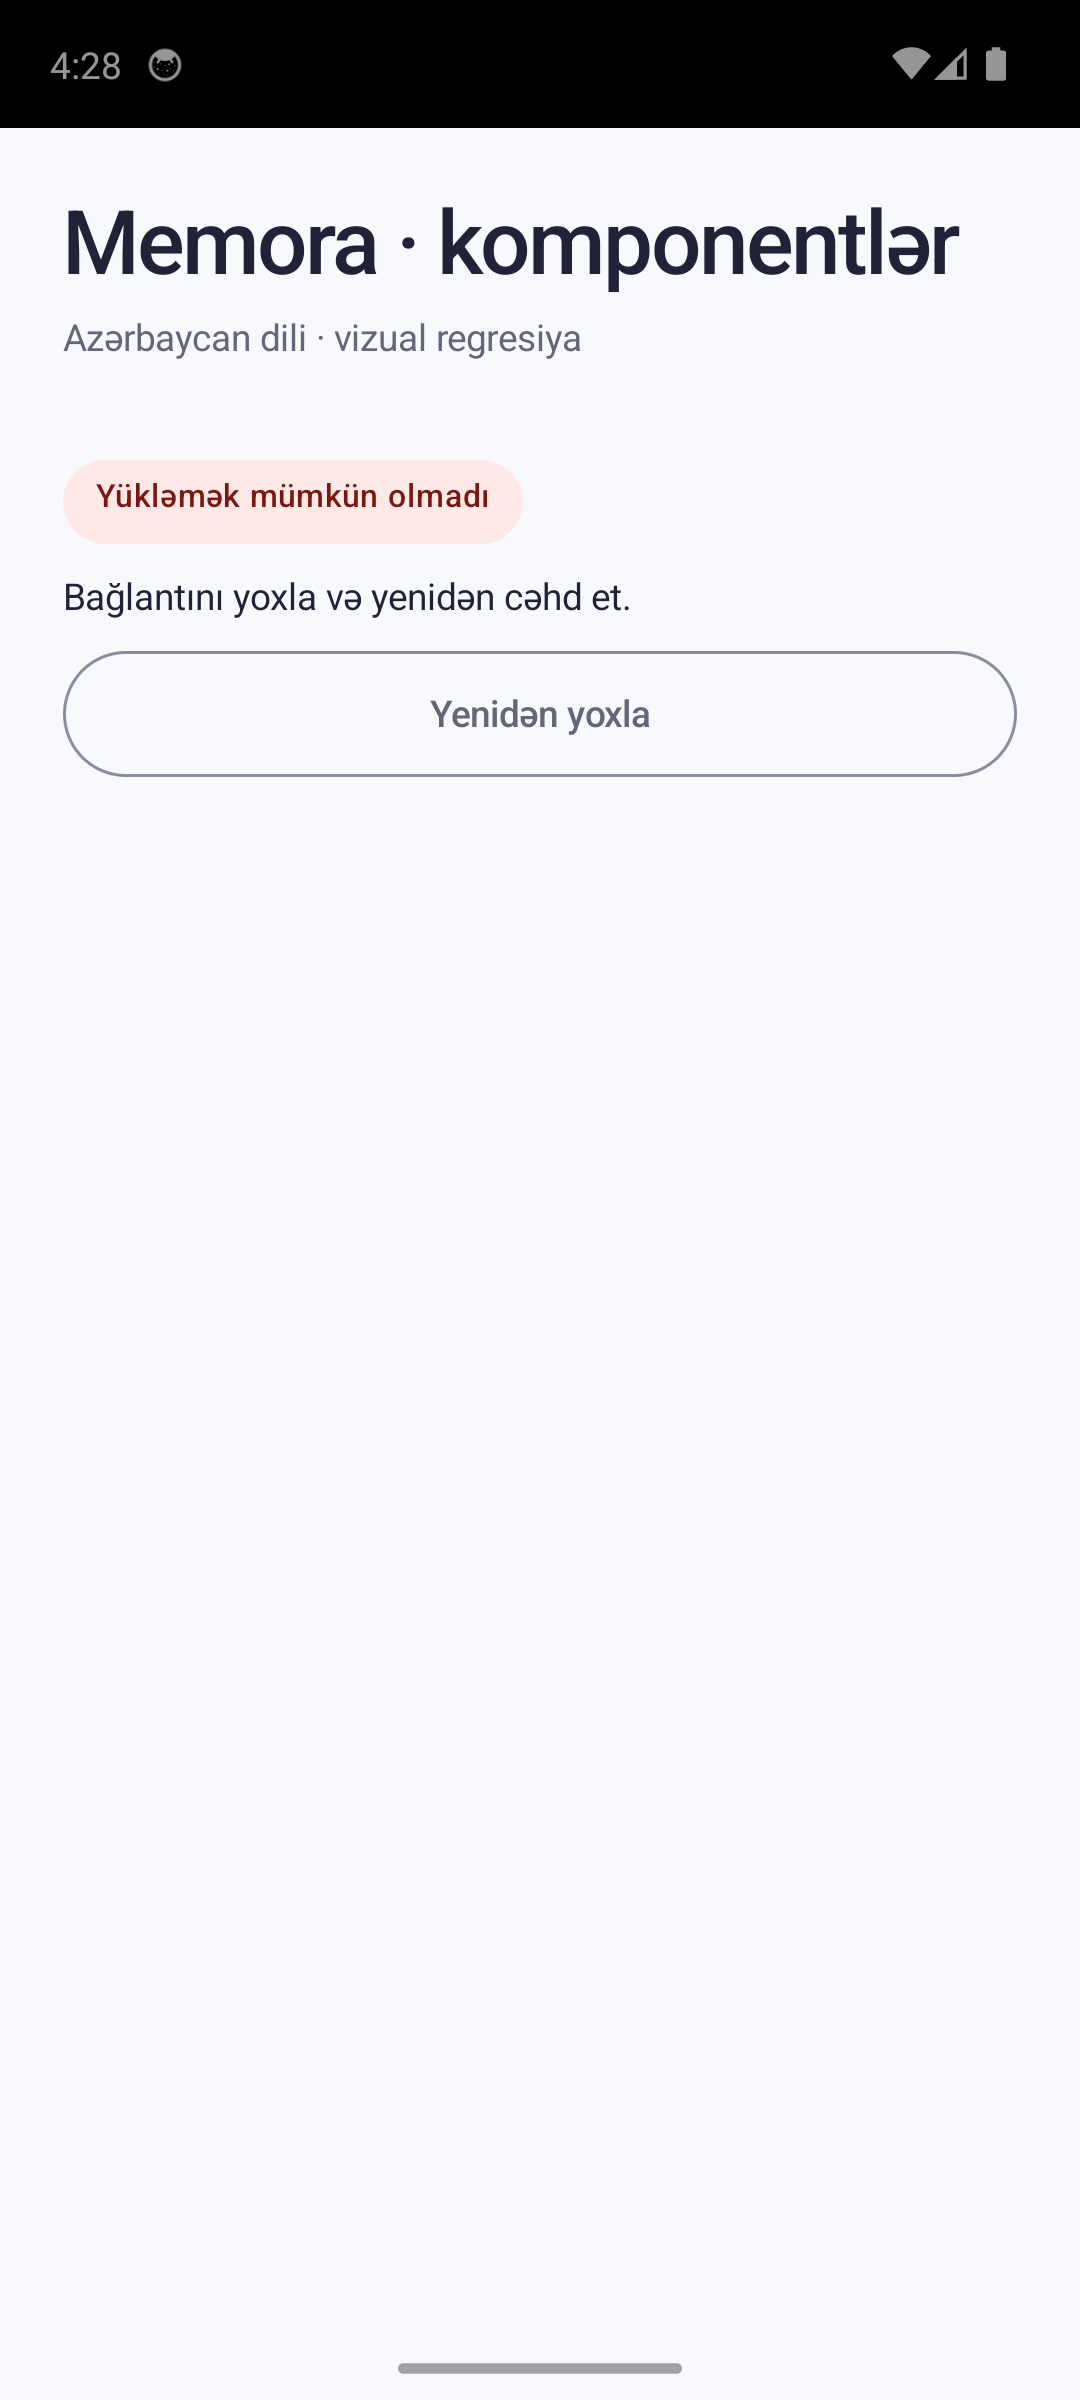 4:28
Memora · komponentlər
Azərbaycan dili · vizual regresiya
Yükləmək mümkün olmadı
Bağlantını yoxla və yenidən cəhd et.
Yenidən yoxla